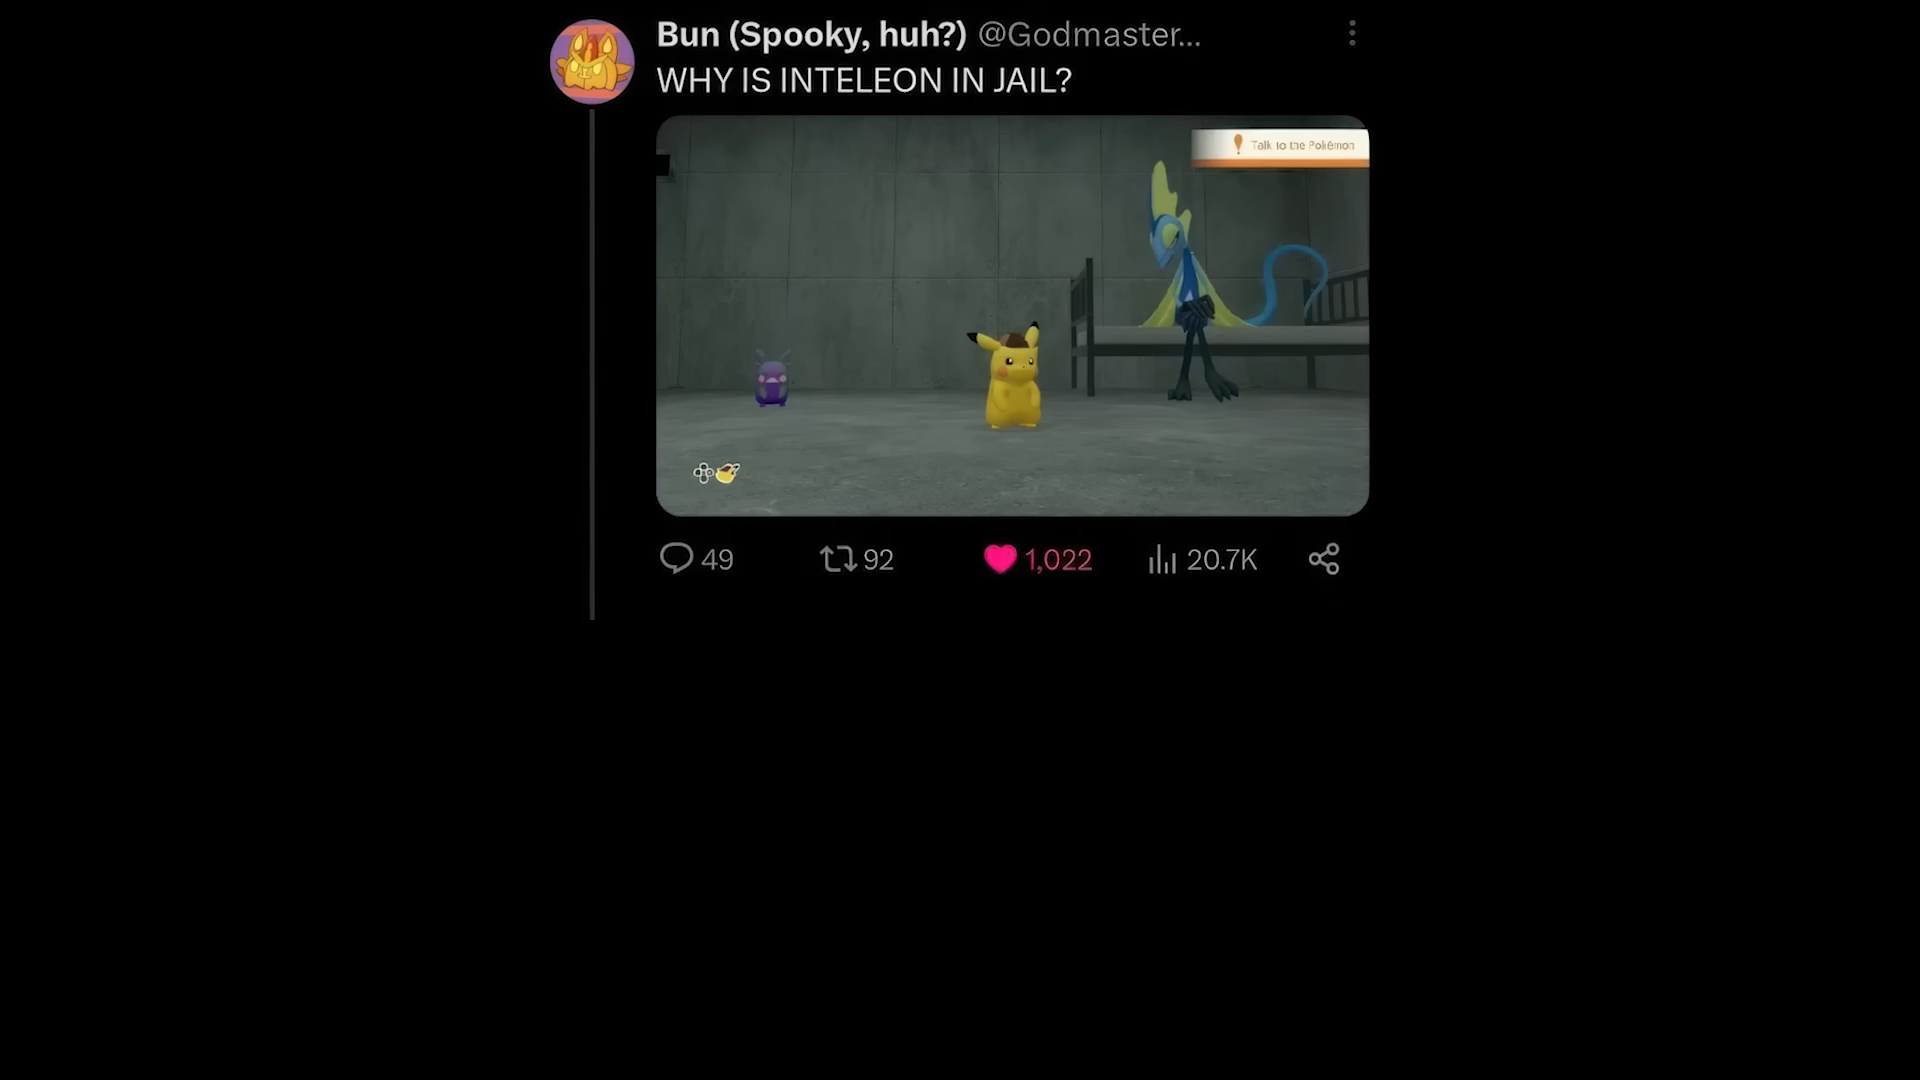 Bun (Spooky, huh?) @Godmaster...
WHY IS INTELEON IN JAIL?
Talk to the Pokémon
49 92 1,022 20.7K